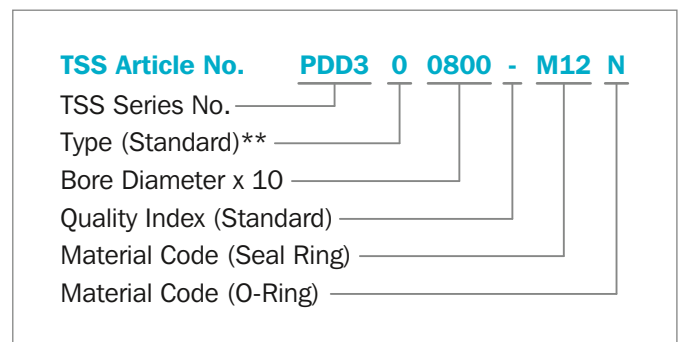 TSS Article No. PDD3 0 0800 - M12 N
TSS Series No.
Type (Standard)**
Bore Diameter x 10
Quality Index (Standard)
Material Code (Seal Ring)
Material Code (O-Ring)